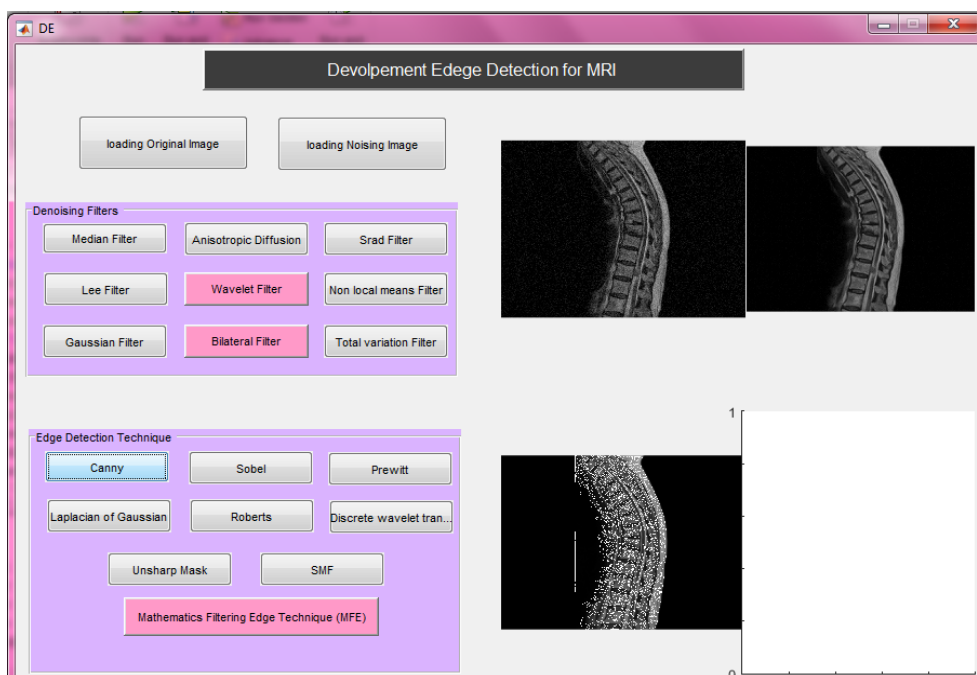 DE
Devolpement Edege Detection for MRI
loading Original Image
loading Noising Image
Denoising Filters
Median Filter
Anisotropic Diffusion
Srad Filter
Lee Filter
Wavelet Filter
Non local means Filter
Gaussian Filter
Bilateral Filter
Total variation Filter
Edge Detection Technique
Canny
Sobel
Prewitt
Laplacian of Gaussian
Roberts
Discrete wavelet tran...
Unsharp Mask
SMF
Mathematics Filtering Edge Technique (MFE)
1
0